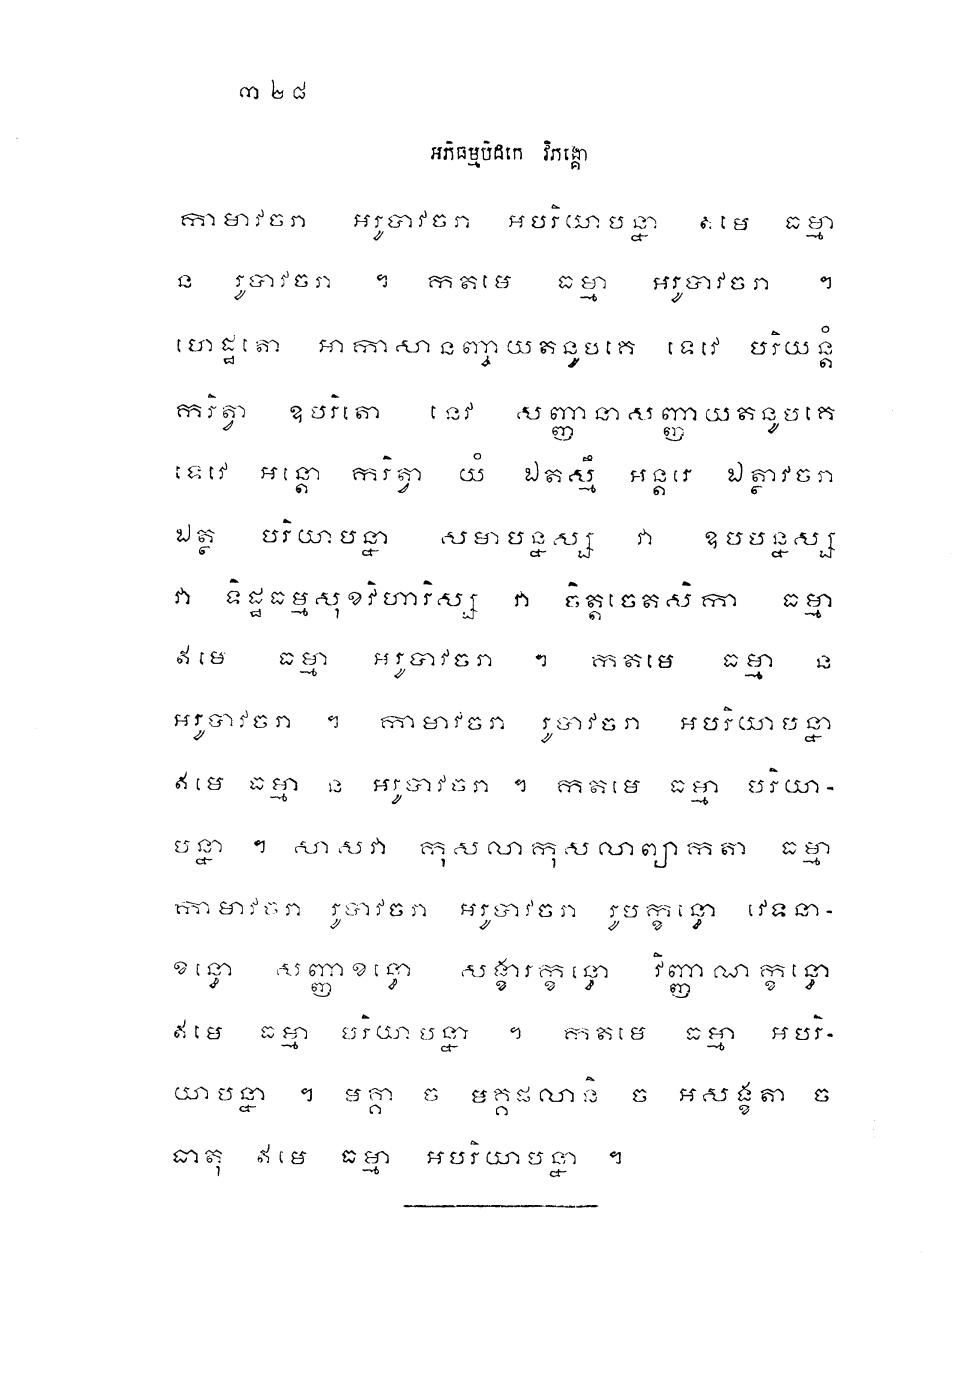 ៣២៨
អភិធម្មបិដកេ វិភង្គោ
កាមាវចរា អរូបាវចរា អបរិយាបន្នា ឥមេ ធម្មា
ន រូបាវចរា ។ កតមេ ធម្មា អរូបាវចរា ។
ហេដ្ឋតោ អាកាសានញ្ចាយតនូបគេ ទេវេ បរិយន្តំ
ករិត្វា ឧបរិតោ នេវ សញ្ញានាសញ្ញាយតនូបគេ
ទេវេ អន្តោ ករិត្វា យំ ឯតស្មឹ អន្តរេ ឯត្ថាវចរា
ឯត្ថ បរិយាបន្នា សមាបន្នស្ស វា ឧបបន្នស្ស
វា ទិដ្ឋធម្មសុខវិហារិស្ស វា ចិត្តចេតសិកា ធម្មា
ឥមេ ធម្មា អរូបាវចរា ។ កតមេ ធម្មា ន
អរូបាវចរា ។ កាមាវចរា រូបាវចរា អបរិយាបន្នា
ឥមេ ធម្មា ន អរូបាវចរា ។ កតមេ ធម្មា បរិយា-
បន្នា ។ សាសវា កុសលាកុសលាព្យាកតា ធម្មា
កាមាវចរា រូបាវចរា អរូបាវចរា រូបក្ខន្ធោ វេទនា-
ខន្ធោ សញ្ញាខន្ធោ សង្ខារក្ខន្ធោ វិញ្ញាណក្ខន្ធោ
ឥមេ ធម្មា បរិយាបន្នា ។ កតមេ ធម្មា អបរិ-
យាបន្នា ។ មគ្គា ច មគ្គផលានិ ច អសង្ខតា ច
ធាតុ ឥមេ ធម្មា អបរិយាបន្នា ។